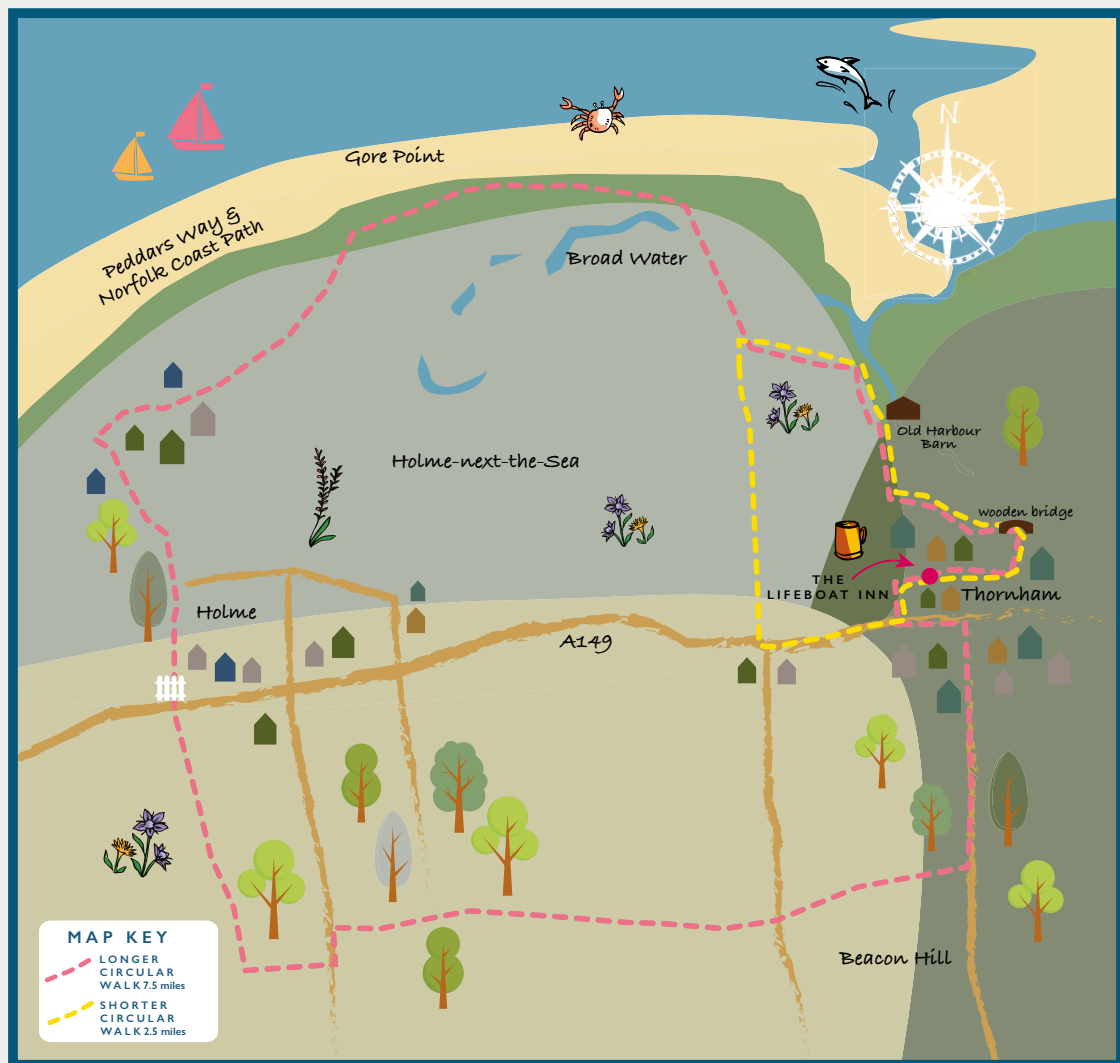 N
Gore Point
Peddars Way &
Norfolk Coast Path
Broad Water
Old Harbour
Barn
Holme-next-the-Sea
wooden bridge
THE
LIFEBOAT INN
Thornham
Holme
A149
Beacon Hill
MAP KEY
LONGER
CIRCULAR
WALK 7.5 miles
SHORTER
CIRCULAR
WALK 2.5 miles